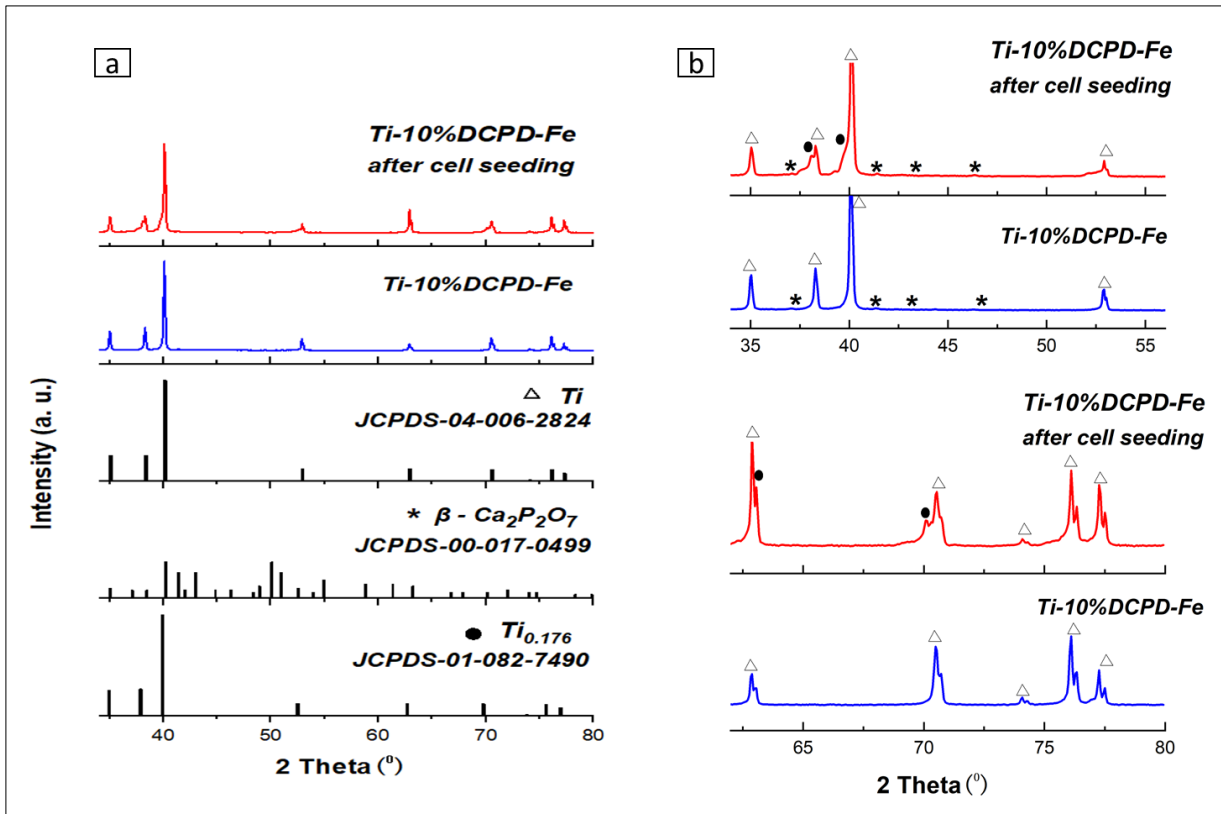 a
Ti-10%DCPD-Fe
after cell seeding
Ti-10%DCPD-Fe
△ Ti
JCPDS-04-006-2824
* β - Ca₂P₂O₇
JCPDS-00-017-0499
● Ti₀.₁₇₆
JCPDS-01-082-7490
Intensity (a. u.)
40 50 60 70 80
2 Theta (⁰)
b
Ti-10%DCPD-Fe
after cell seeding
Ti-10%DCPD-Fe
35 40 45 50 55
Ti-10%DCPD-Fe
after cell seeding
Ti-10%DCPD-Fe
65 70 75 80
2 Theta (⁰)